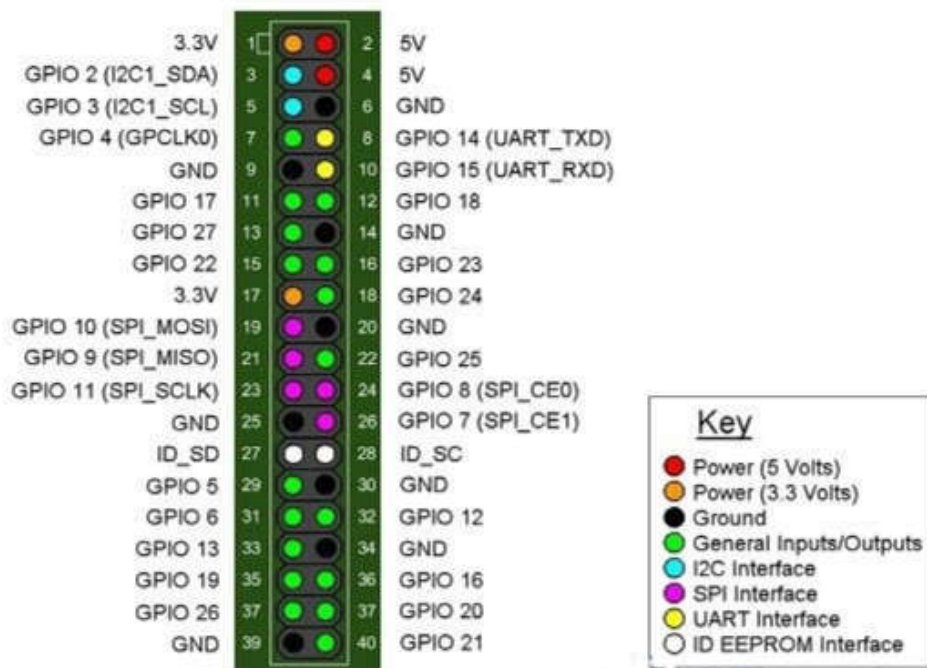 3.3V 1 2 5V
GPIO 2 (I2C1_SDA) 3 4 5V
GPIO 3 (I2C1_SCL) 5 6 GND
GPIO 4 (GPCLK0) 7 8 GPIO 14 (UART_TXD)
GND 9 10 GPIO 15 (UART_RXD)
GPIO 17 11 12 GPIO 18
GPIO 27 13 14 GND
GPIO 22 15 16 GPIO 23
3.3V 17 18 GPIO 24
GPIO 10 (SPI_MOSI) 19 20 GND
GPIO 9 (SPI_MISO) 21 22 GPIO 25
GPIO 11 (SPI_SCLK) 23 24 GPIO 8 (SPI_CE0)
GND 25 26 GPIO 7 (SPI_CE1)
ID_SD 27 28 ID_SC
GPIO 5 29 30 GND
GPIO 6 31 32 GPIO 12
GPIO 13 33 34 GND
GPIO 19 35 36 GPIO 16
GPIO 26 37 37 GPIO 20
GND 39 40 GPIO 21
Key
Power (5 Volts)
Power (3.3 Volts)
Ground
General Inputs/Outputs
I2C Interface
SPI Interface
UART Interface
ID EEPROM Interface